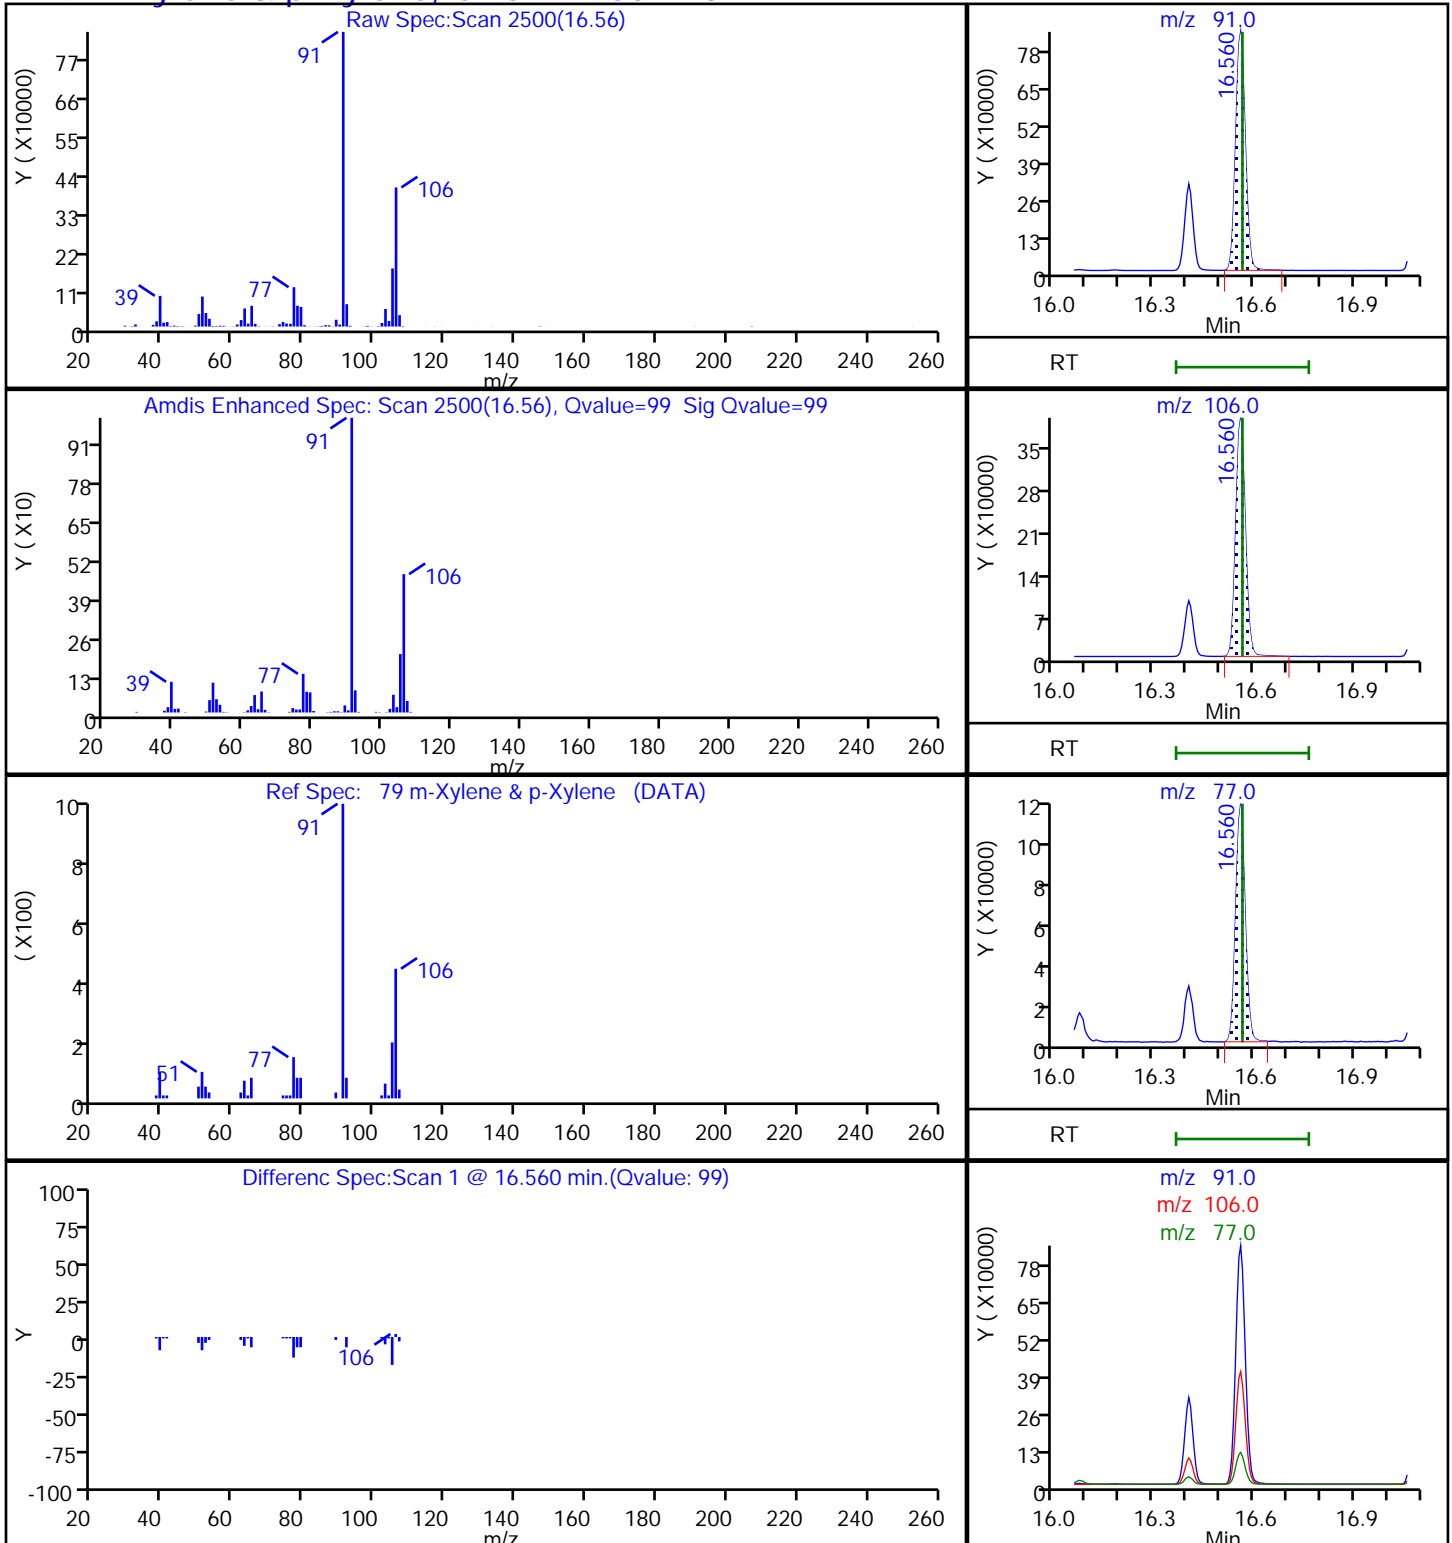 Raw Spec:Scan 2500(16.56)
Y ( X10000)
77
66
55
44
33
22
11
0
91
106
77
39
20 40 60 80 100 120 140 160 180 200 220 240 260
m/z
m/z 91.0
Y ( X10000)
78
65
52
39
26
13
0
16.560
16.0 16.3 16.6 16.9
Min
RT
Amdis Enhanced Spec: Scan 2500(16.56), Qvalue=99 Sig Qvalue=99
Y ( X10)
91
78
65
52
39
26
13
0
91
106
77
39
20 40 60 80 100 120 140 160 180 200 220 240 260
m/z
m/z 106.0
Y ( X10000)
35
28
21
14
7
0
16.560
16.0 16.3 16.6 16.9
Min
RT
Ref Spec: 79 m-Xylene & p-Xylene (DATA)
( X100)
10
8
6
4
2
0
91
106
77
51
20 40 60 80 100 120 140 160 180 200 220 240 260
m/z 77.0
Y ( X10000)
12
10
8
6
4
2
0
16.560
16.0 16.3 16.6 16.9
Min
RT
Differenc Spec:Scan 1 @ 16.560 min.(Qvalue: 99)
Y
100
75
50
25
0
-25
-50
-75
-100
106
20 40 60 80 100 120 140 160 180 200 220 240 260
m/z
m/z 91.0
m/z 106.0
m/z 77.0
Y ( X10000)
78
65
52
39
26
13
0
16.0 16.3 16.6 16.9
Min